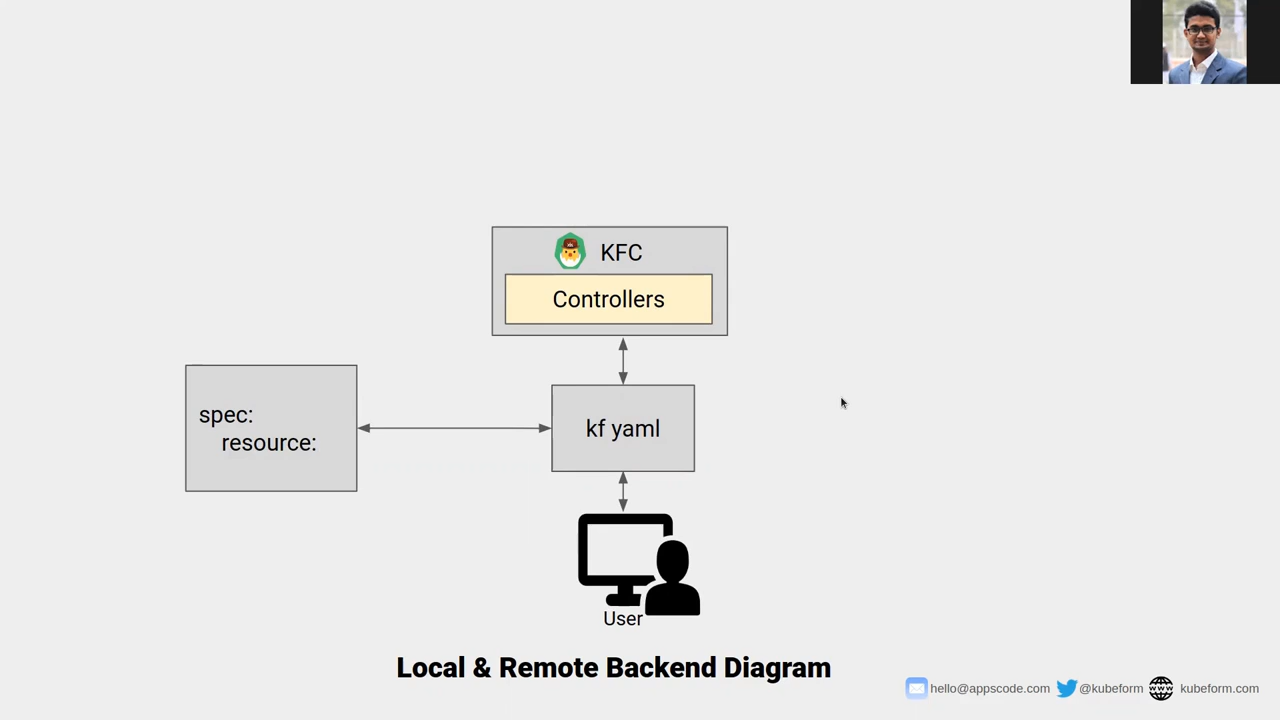 KFC
Controllers
spec:
resource:
kf yaml
User
Local & Remote Backend Diagram
hello@appscode.com @kubeform kubeform.com